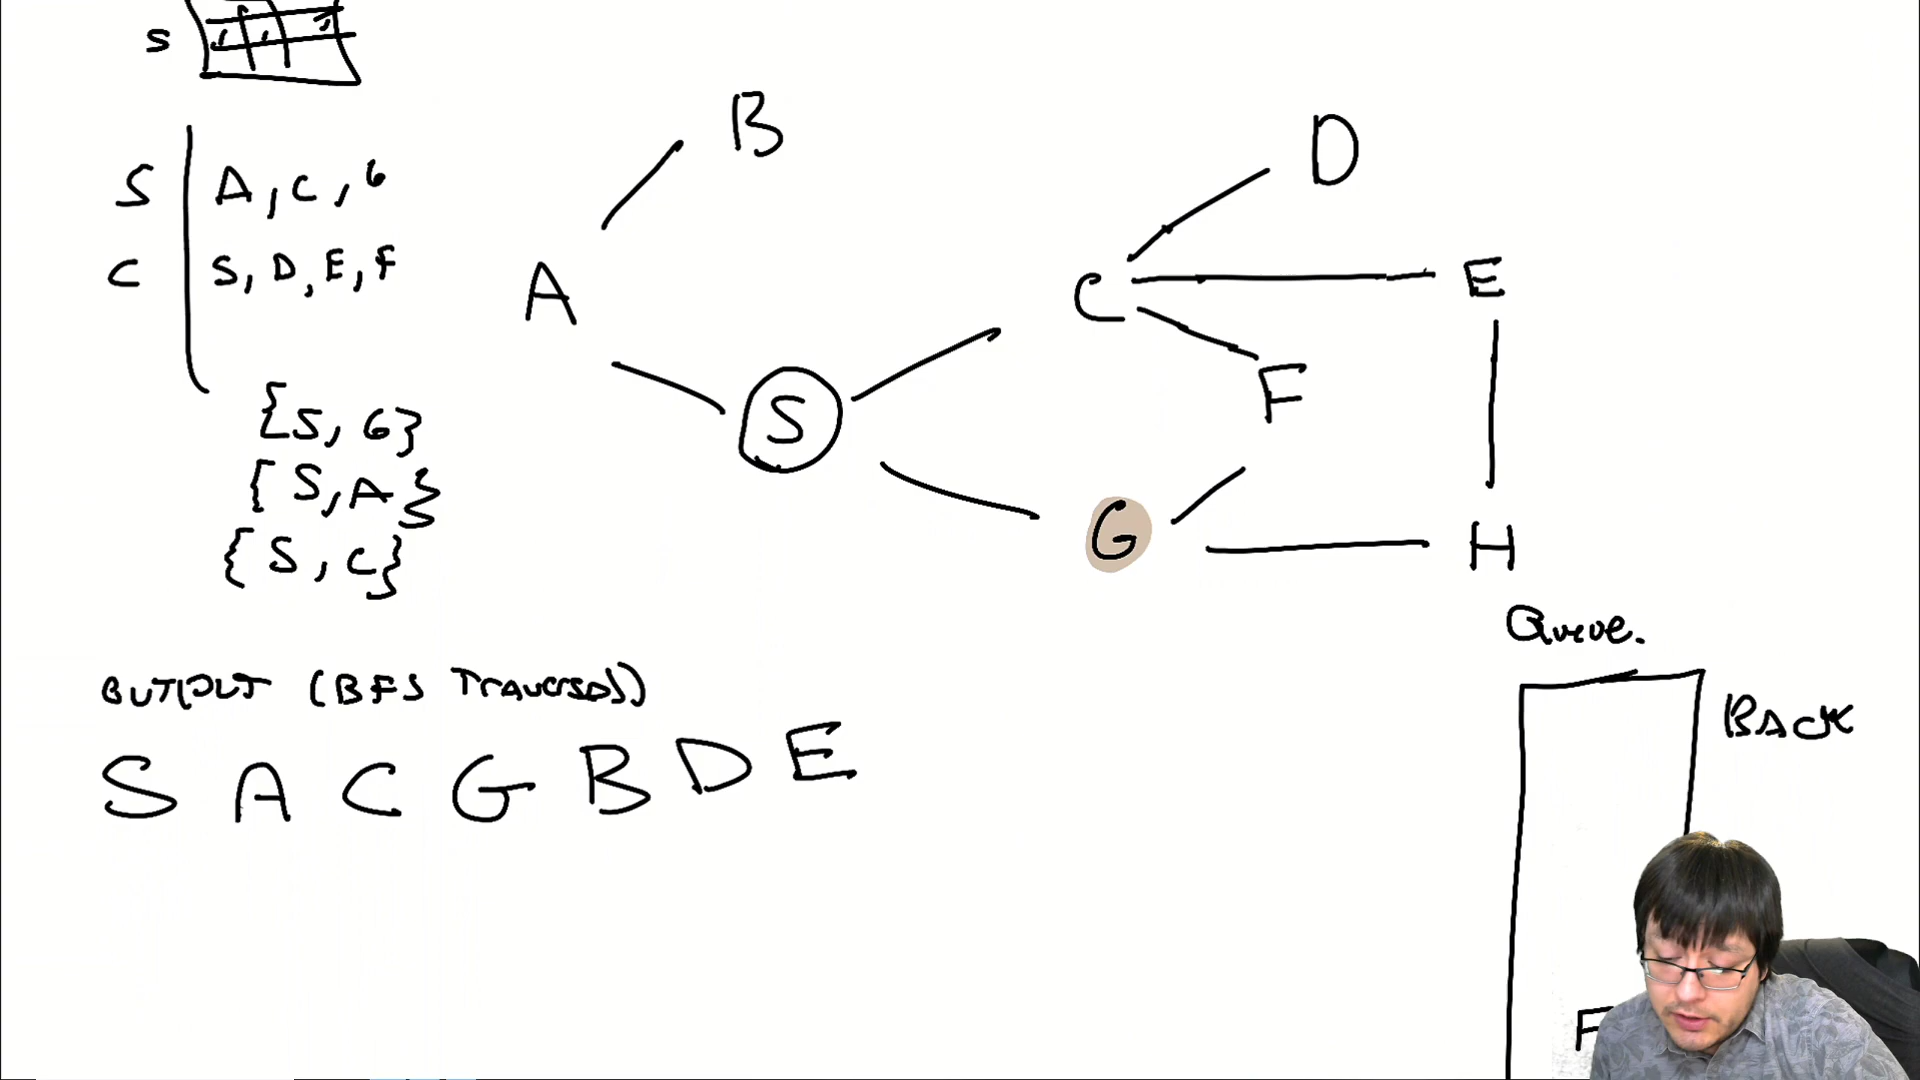 S
S | A, C, G
C | S, D, E, F
{S, G}
{S, A}
{S, C}
B
D
A
C
E
S
F
G
H
Queue.
BACK
F
OUTPUT (BFS Traversal)
S A C G B D E